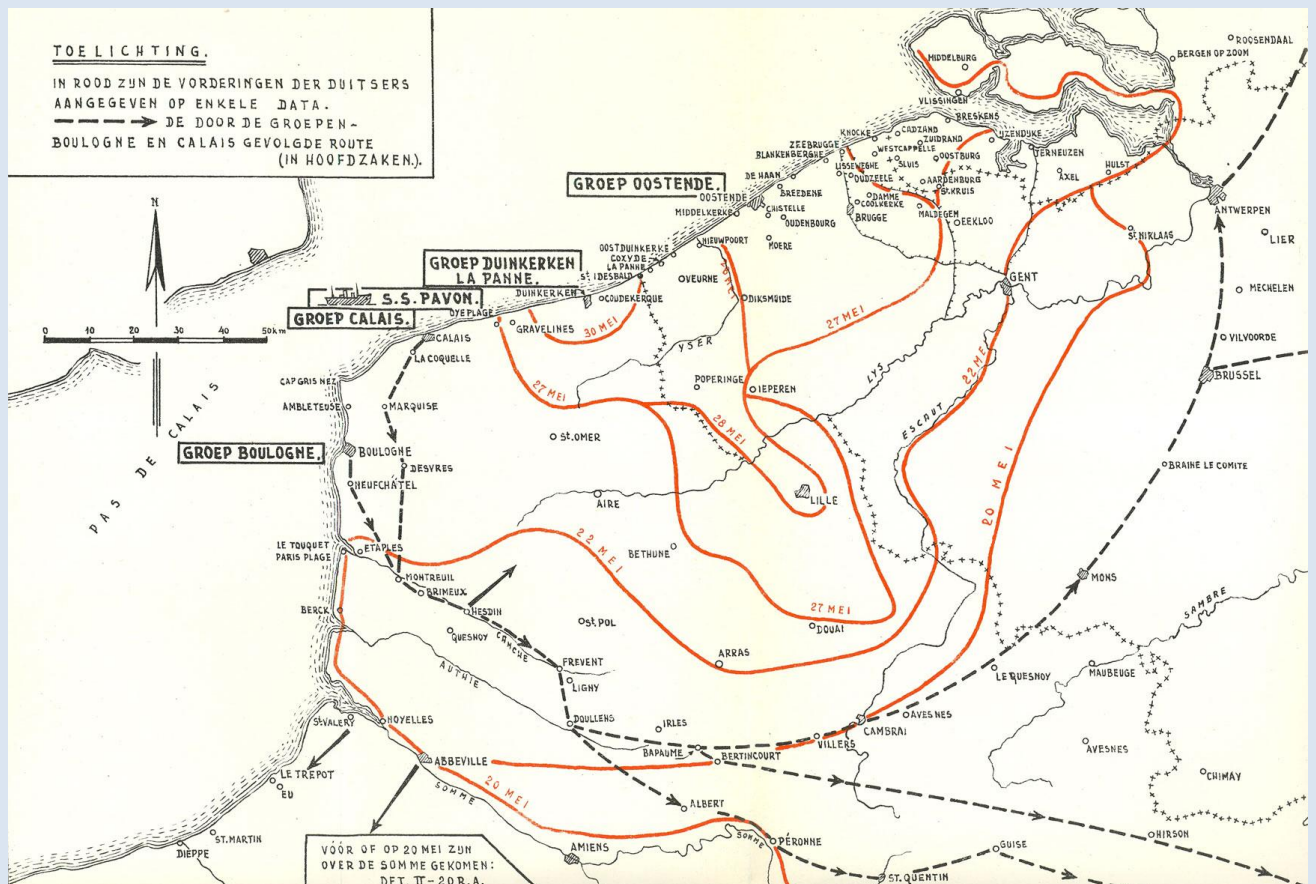 TOELICHTING.
IN ROOD ZIJN DE VORDERINGEN DER DUITSERS
AANGEGEVEN OP ENKELE DATA.
DE DOOR DE GROEPEN-
BOULOGNE EN CALAIS GEVOLGDE ROUTE
(IN HOOFDZAKEN.).
N
0 10 20 30 40 50km
PAS DE CALAIS
GROEP OOSTENDE.
GROEP DUINKERKEN
LA PANNE.
S.S. PAVON.
GROEP CALAIS.
GROEP BOULOGNE.
ROOSENDAAL
BERGEN OP ZOOM
MIDDELBURG
VLISSINGEN
BRESKENS
KNOCKE
CADZAND
ZUIDRAND
IJZENDIJKE
ZEEBRUGGE
WESTCAPPELLE
BLANKENBERGHE
SLUIS
OOSTBURG
TERNEUZEN
LISSEWEGHE
HULST
DE HAAN
OUDZEELE
AARDENBURG
AXEL
BREEDENE
DAMME
ST.KRUIS
OOSTENDE
COOLKERKE
ANTWERPEN
MIDDELKERKE
CHISTELLE
BRUGGE
MALDEGEM
OUDENBOURG
EEKLOO
ST NIKLAAS
LIER
MOERE
NIEUWPOORT
OOSTDUINKERKE
COXYDE
LA PANNE
ST IDESBALD
VEURNE
GENT
MECHELEN
DUINKERKEN
COUDEKERQUE
DIKSMUIDE
OYEPLAGE
GRAVELINES
30 MEI
27 MEI
CALAIS
LA COQUELLE
YSER
VILVOORDE
CAP GRIS NEZ
27 MEI
POPERINGE
IEPEREN
LYS
22 MEI
BRUSSEL
AMBLETEUSE
MARQUISE
28 MEI
ESCAUT
ST.OMER
BOULOGNE
DESVRES
BRAINE LE COMITE
NEUFCHÂTEL
AIRE
LILLE
20 MEI
LE TOUQUET
PARIS PLAGE
ETAPLES
22 MEI
BETHUNE
MONTREUIL
MONS
BRIMEUX
SAMBRE
BERCK
HESDIN
27 MEI
ST.POL
DOUAI
QUESNOY
CANCHE
ARRAS
AUTHIE
FREVENT
LE QUESNOY
MAUBEUGE
LIGNY
ST VALERY
NOYELLES
DOULLENS
IRLES
AVESNES
CAMBRAI
VILLERS
BAPAUME
BERTINCOURT
AVESNES
ABBEVILLE
LE TREPOT
EU
CHIMAY
20 MEI
SOMME
ALBERT
ST.MARTIN
DIEPPE
HIRSON
SOMME
PÉRONNE
GUISE
AMIENS
ST.QUENTIN
VÓÓR OF OP 20 MEI ZIJN
OVER DE SOMME GEKOMEN:
DET. II-20 R.A.